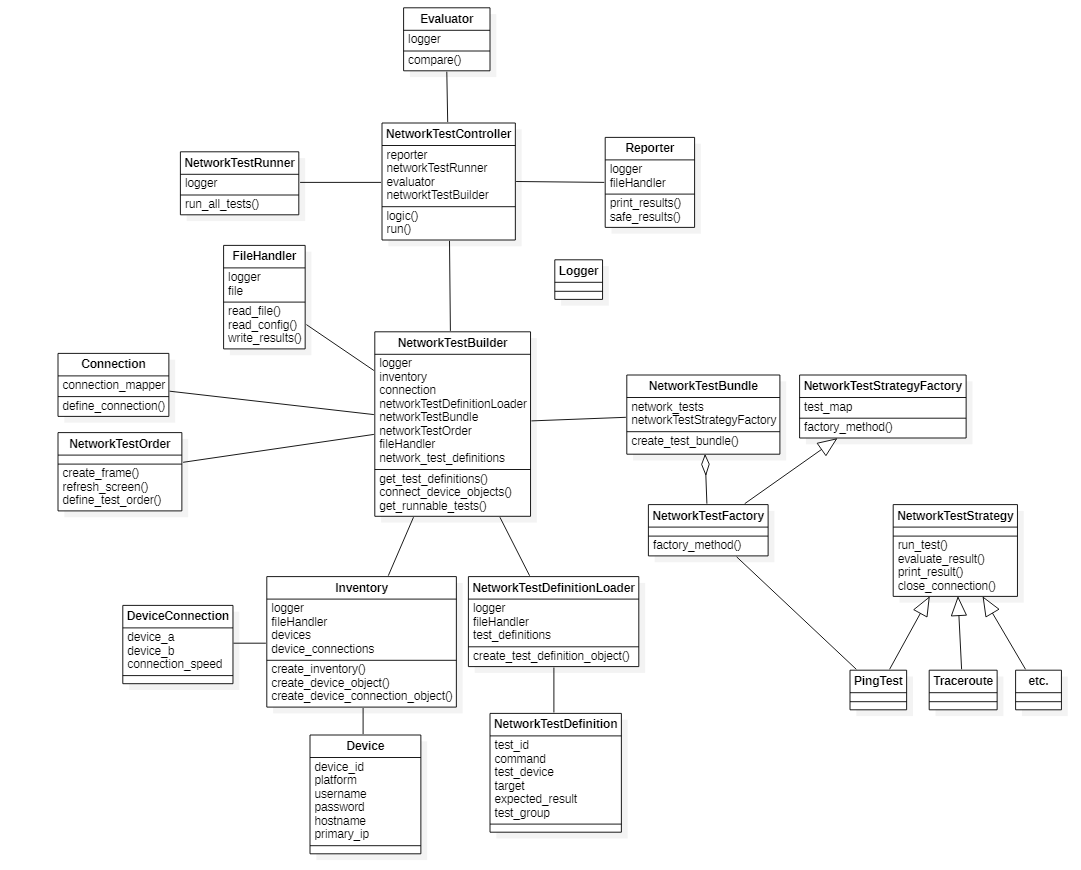 Evaluator
logger
compare()
NetworkTestController
reporter
networkTestRunner
evaluator
networktTestBuilder
logic()
run()
NetworkTestRunner
logger
run_all_tests()
Reporter
logger
fileHandler
print_results()
safe_results()
FileHandler
logger
file
read_file()
read_config()
write_results()
Logger
NetworkTestBuilder
logger
inventory
connection
networkTestDefinitionLoader
networkTestBundle
networkTestOrder
fileHandler
network_test_definitions
get_test_definitions()
connect_device_objects()
get_runnable_tests()
Connection
connection_mapper
define_connection()
NetworkTestOrder
create_frame()
refresh_screen()
define_test_order()
NetworkTestBundle
network_tests
networkTestStrategyFactory
create_test_bundle()
NetworkTestStrategyFactory
test_map
factory_method()
NetworkTestFactory
factory_method()
NetworkTestStrategy
run_test()
evaluate_result()
print_result()
close_connection()
Inventory
logger
fileHandler
devices
device_connections
create_inventory()
create_device_object()
create_device_connection_object()
NetworkTestDefinitionLoader
logger
fileHandler
test_definitions
create_test_definition_object()
DeviceConnection
device_a
device_b
connection_speed
PingTest
Traceroute
etc.
Device
device_id
platform
username
password
hostname
primary_ip
NetworkTestDefinition
test_id
command
test_device
target
expected_result
test_group